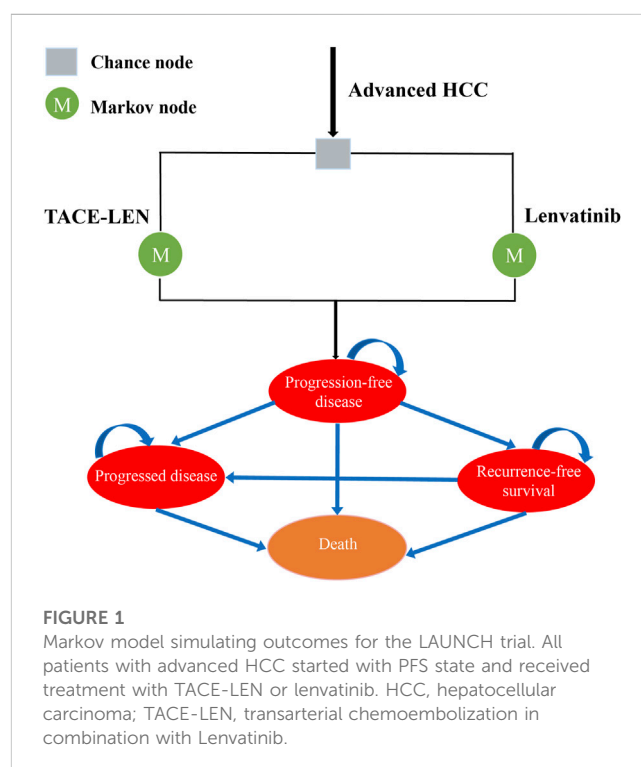 Chance node
Advanced HCC
M
Markov node
TACE-LEN
Lenvatinib
M
M
Progression-free
disease
Progressed disease
Recurrence-free
survival
Death
FIGURE 1
Markov model simulating outcomes for the LAUNCH trial. All
patients with advanced HCC started with PFS state and received
treatment with TACE-LEN or lenvatinib. HCC, hepatocellular
carcinoma; TACE-LEN, transarterial chemoembolization in
combination with Lenvatinib.